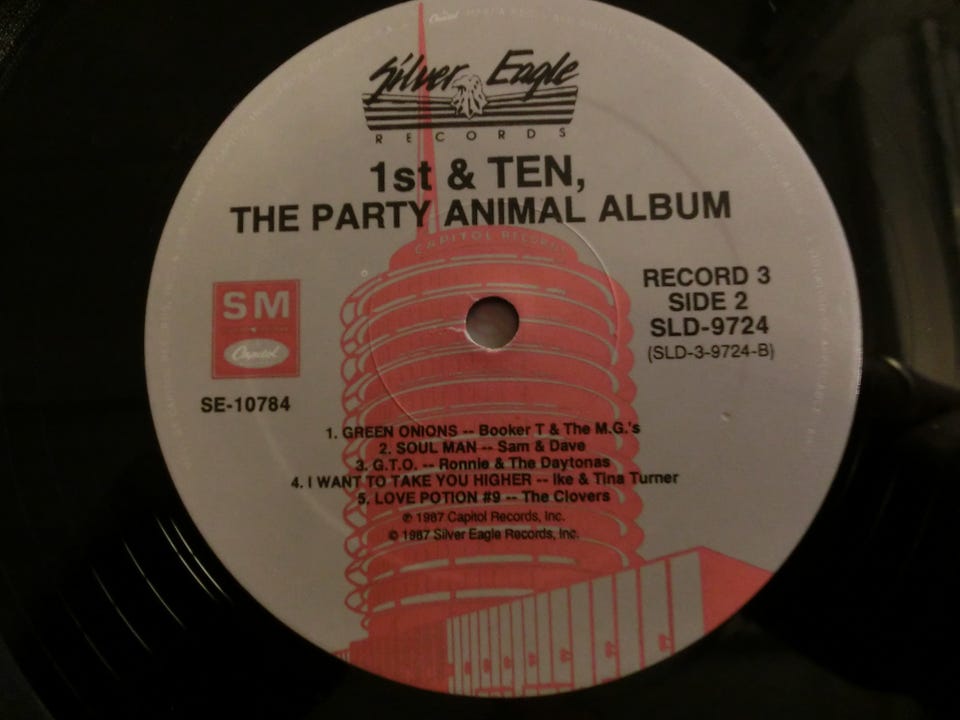 Silver Eagle
RECORDS
1st & TEN,
THE PARTY ANIMAL ALBUM
CAPITOL RECORDS
RECORD 3
SIDE 2
SLD-9724
(SLD-3-9724-B)
SM
Capitol
SE-10784
1. GREEN ONIONS -- Booker T & The M.G.'s
2. SOUL MAN -- Sam & Dave
3. G.T.O. -- Ronnie & The Daytonas
4. I WANT TO TAKE YOU HIGHER -- Ike & Tina Turner
5. LOVE POTION #9 -- The Clovers
℗ 1987 Capitol Records, Inc.
© 1987 Silver Eagle Records, Inc.